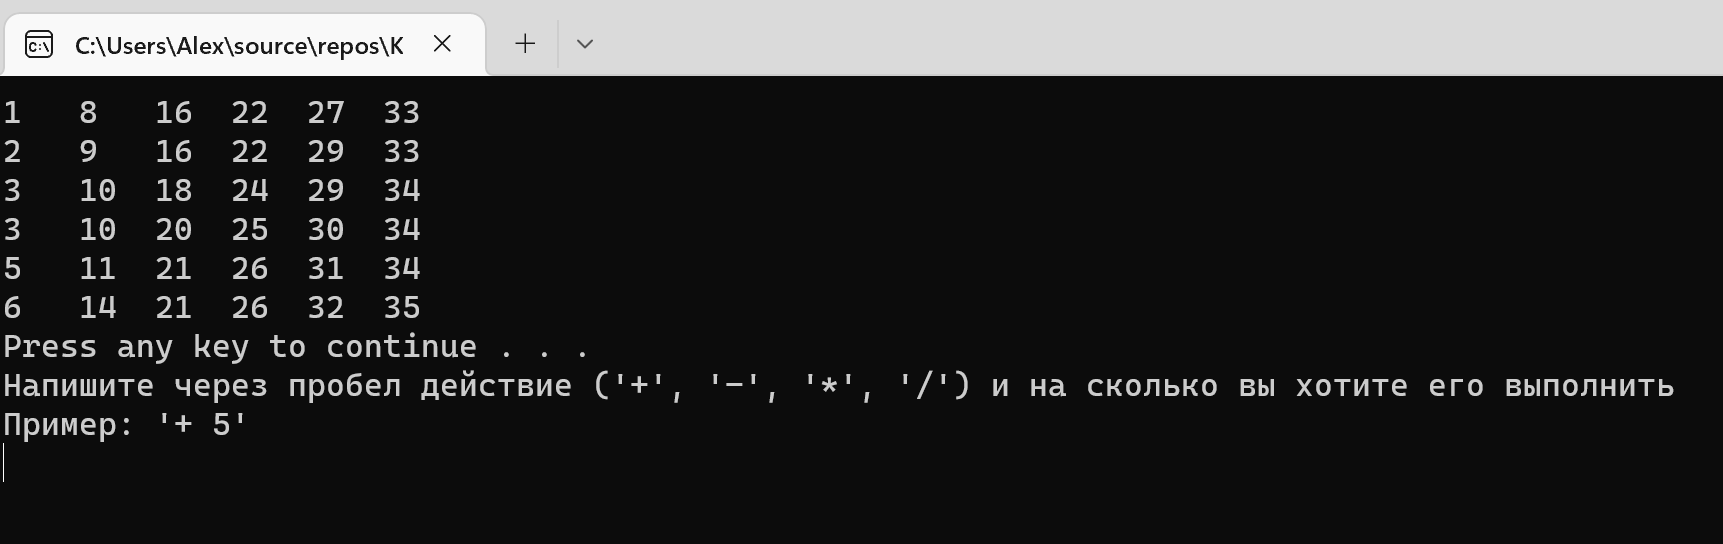 C:\Users\Alex\source\repos\K
1 8 16 22 27 33
2 9 16 22 29 33
3 10 18 24 29 34
3 10 20 25 30 34
5 11 21 26 31 34
6 14 21 26 32 35
Press any key to continue . . .
Напишите через пробел действие ('+', '-', '*', '/') и на сколько вы хотите его выполнить
Пример: '+ 5'